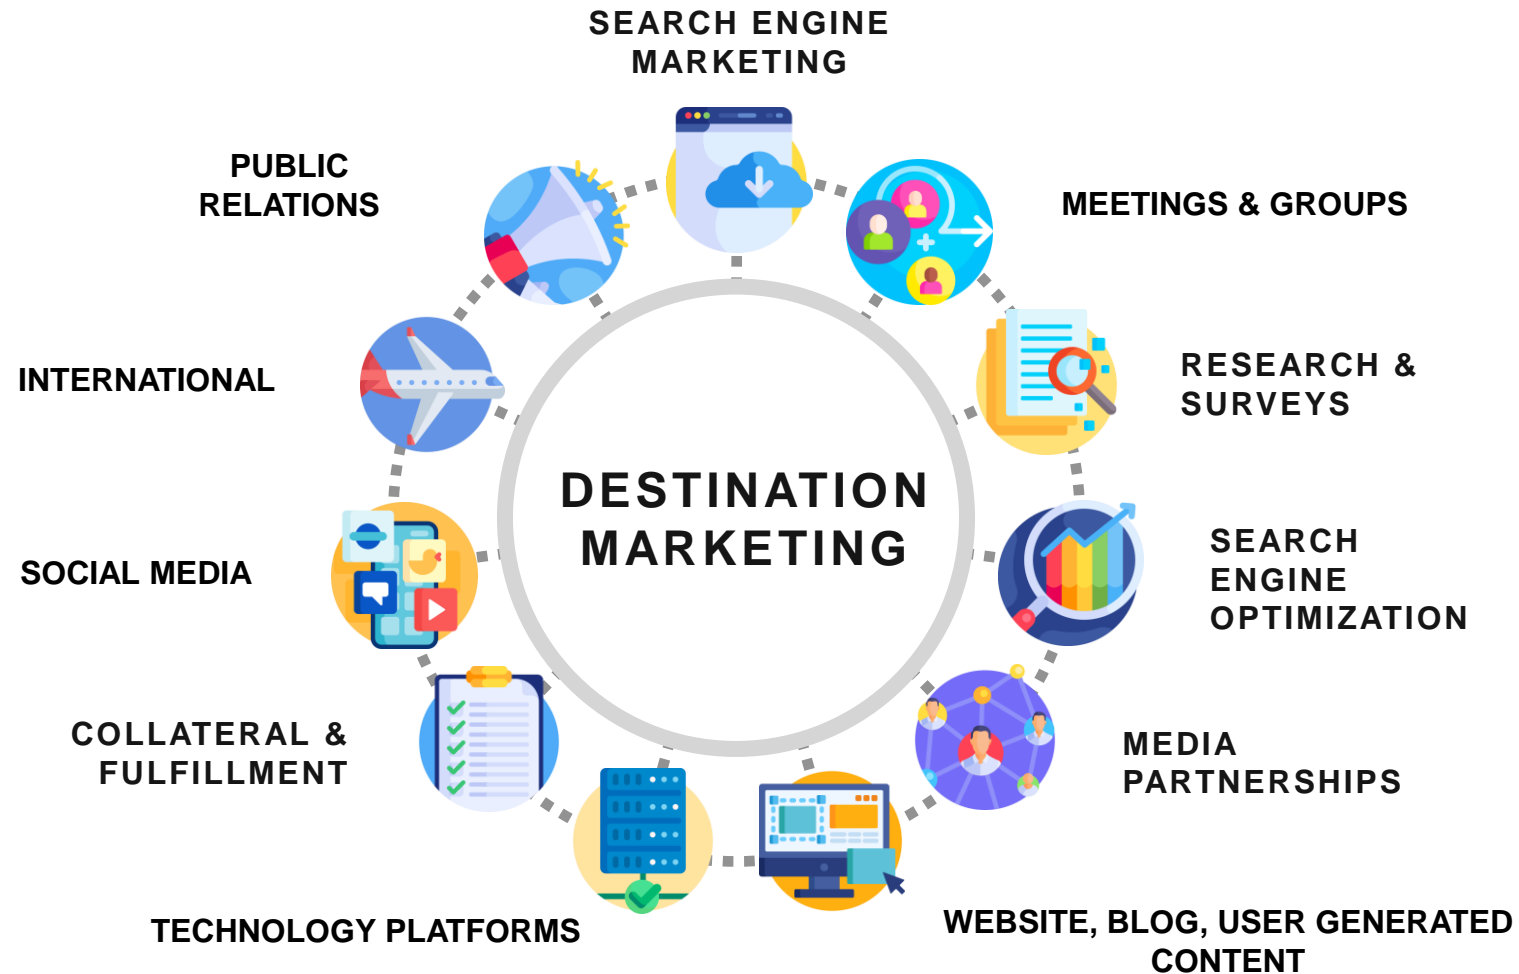 SEARCH ENGINE
MARKETING
PUBLIC
RELATIONS
MEETINGS & GROUPS
INTERNATIONAL
RESEARCH &
SURVEYS
DESTINATION
MARKETING
SOCIAL MEDIA
SEARCH
ENGINE
OPTIMIZATION
COLLATERAL &
FULFILLMENT
MEDIA
PARTNERSHIPS
TECHNOLOGY PLATFORMS
WEBSITE, BLOG, USER GENERATED
CONTENT